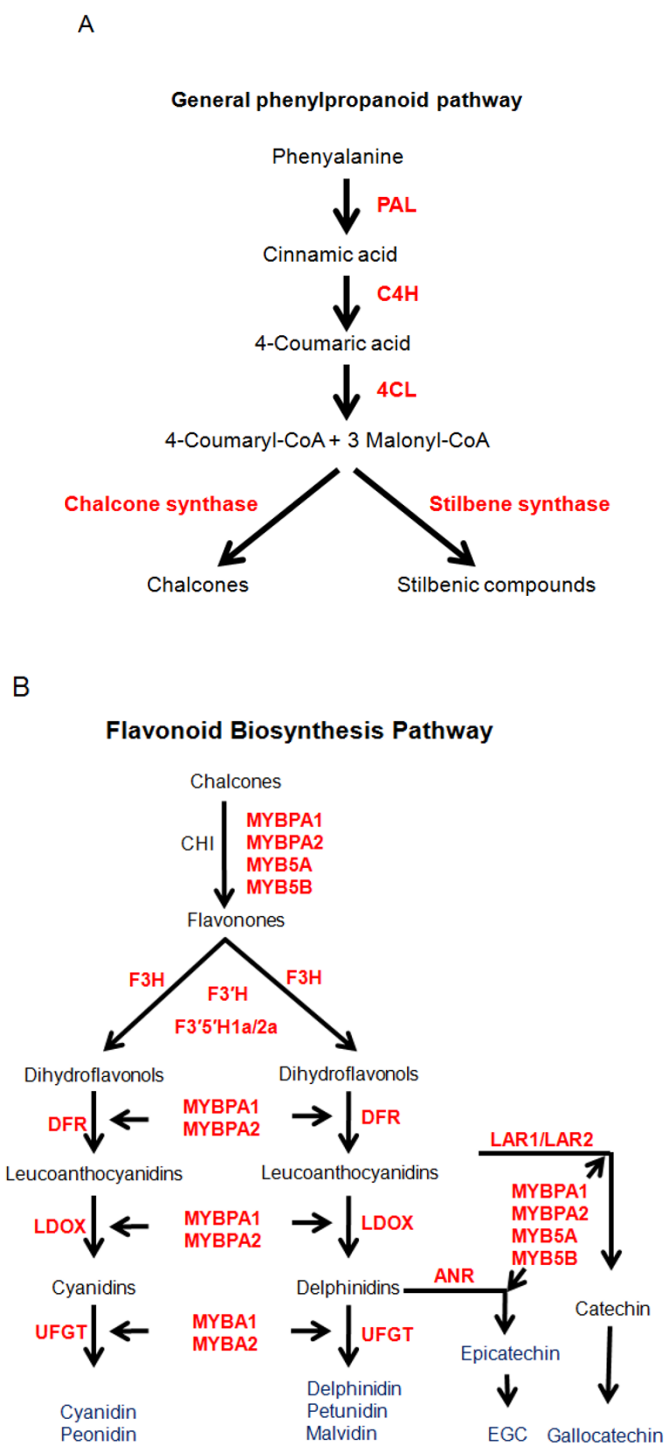 A
General phenylpropanoid pathway
Phenyalanine
PAL
Cinnamic acid
C4H
4-Coumaric acid
4CL
4-Coumaryl-CoA + 3 Malonyl-CoA
Chalcone synthase
Stilbene synthase
Chalcones
Stilbenic compounds
B
Flavonoid Biosynthesis Pathway
Chalcones
CHI
MYBPA1
MYBPA2
MYB5A
MYB5B
Flavonones
F3H
F3H
F3'H
F3'5'H1a/2a
Dihydroflavonols
Dihydroflavonols
DFR
MYBPA1
MYBPA2
DFR
LAR1/LAR2
Leucoanthocyanidins
Leucoanthocyanidins
MYBPA1
MYBPA2
MYB5A
MYB5B
LDOX
MYBPA1
MYBPA2
LDOX
Cyanidins
Delphinidins
ANR
Catechin
UFGT
MYBA1
MYBA2
UFGT
Epicatechin
Cyanidin
Peonidin
Delphinidin
Petunidin
Malvidin
EGC
Gallocatechin